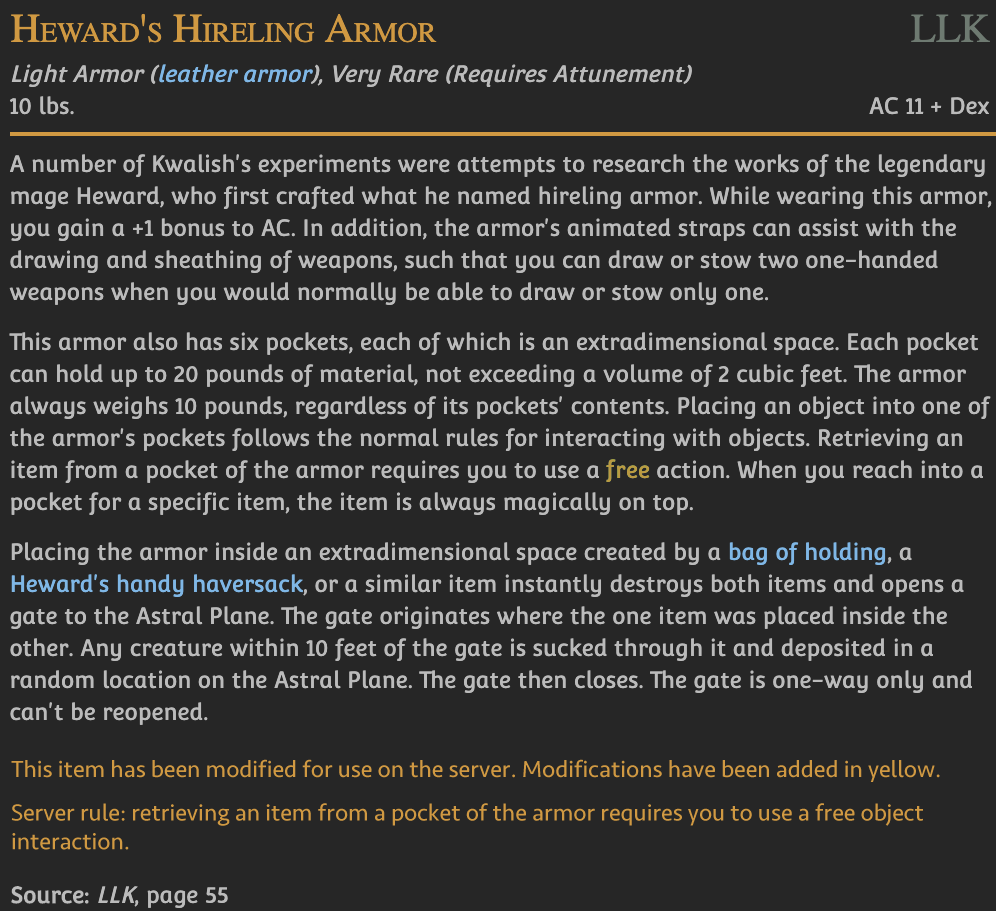 Heward's Hireling Armor LLK
Light Armor (leather armor), Very Rare (Requires Attunement)
10 lbs. AC 11 + Dex
A number of Kwalish's experiments were attempts to research the works of the legendary
mage Heward, who first crafted what he named hireling armor. While wearing this armor,
you gain a +1 bonus to AC. In addition, the armor's animated straps can assist with the
drawing and sheathing of weapons, such that you can draw or stow two one-handed
weapons when you would normally be able to draw or stow only one.
This armor also has six pockets, each of which is an extradimensional space. Each pocket
can hold up to 20 pounds of material, not exceeding a volume of 2 cubic feet. The armor
always weighs 10 pounds, regardless of its pockets' contents. Placing an object into one of
the armor's pockets follows the normal rules for interacting with objects. Retrieving an
item from a pocket of the armor requires you to use a free action. When you reach into a
pocket for a specific item, the item is always magically on top.
Placing the armor inside an extradimensional space created by a bag of holding, a
Heward's handy haversack, or a similar item instantly destroys both items and opens a
gate to the Astral Plane. The gate originates where the one item was placed inside the
other. Any creature within 10 feet of the gate is sucked through it and deposited in a
random location on the Astral Plane. The gate then closes. The gate is one-way only and
can't be reopened.
This item has been modified for use on the server. Modifications have been added in yellow.
Server rule: retrieving an item from a pocket of the armor requires you to use a free object
interaction.
Source: LLK, page 55